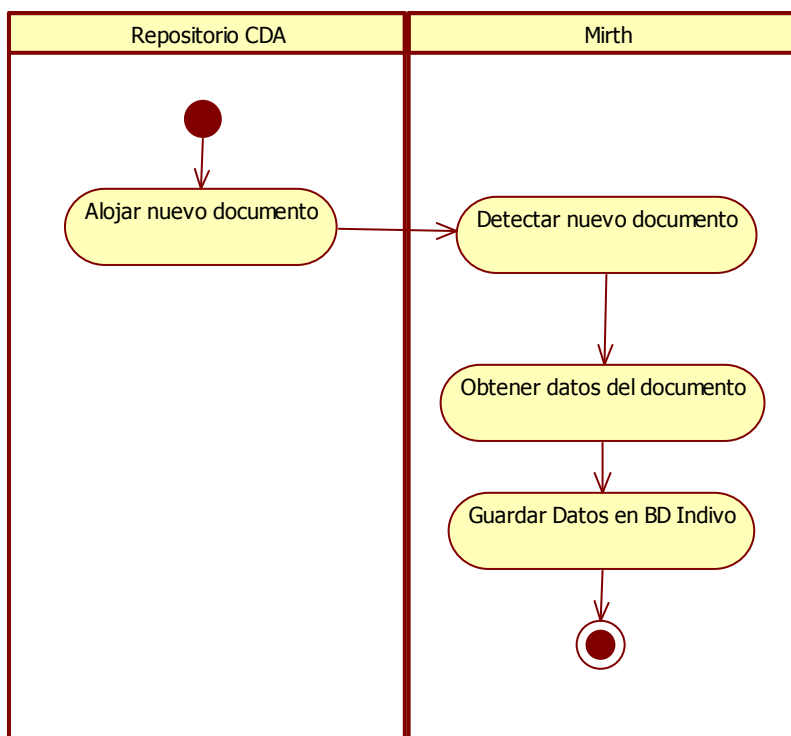 Repositorio CDA
Mirth
Alojar nuevo documento
Detectar nuevo documento
Obtener datos del documento
Guardar Datos en BD Indivo